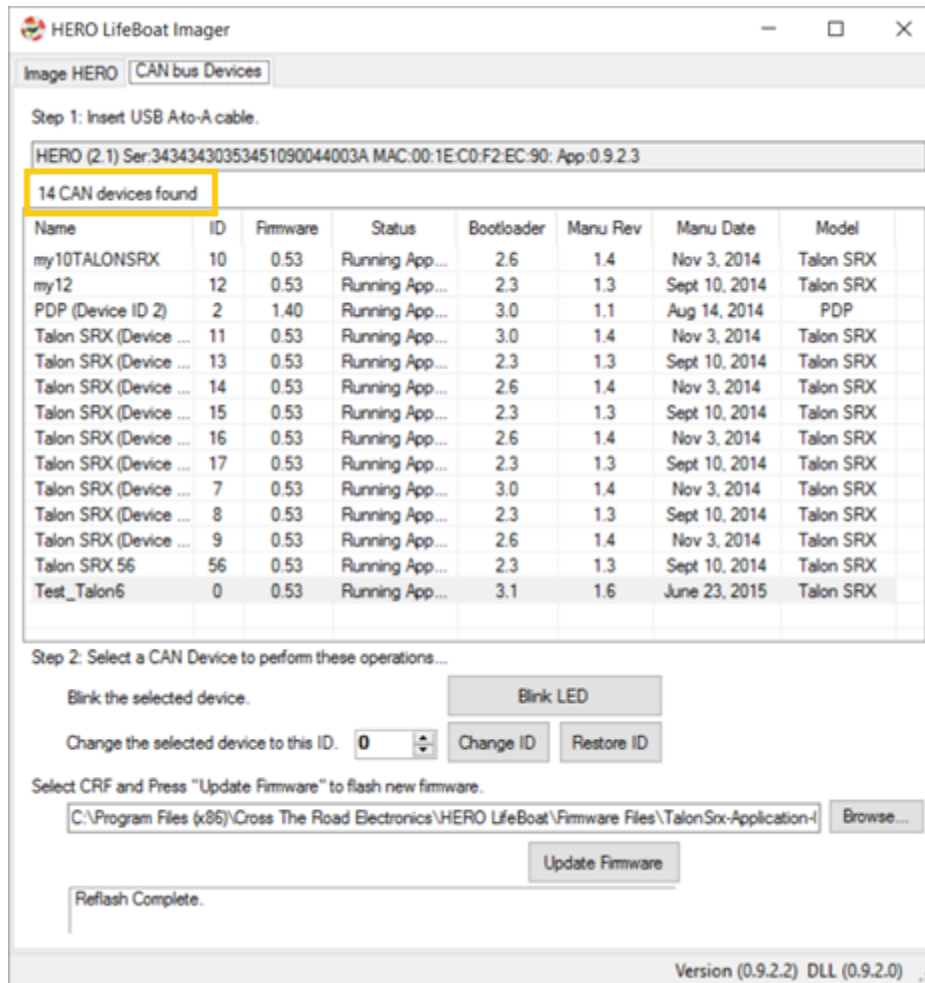 HERO LifeBoat Imager
Image HERO CAN bus Devices
Step 1: Insert USB A-to-A cable.
HERO (2.1) Ser:34343430353451090044003A MAC:00:1E:C0:F2:EC:90: App:0.9.2.3
14 CAN devices found
Name ID Firmware Status Bootloader Manu Rev Manu Date Model
my10TALONSRX 10 0.53 Running App... 2.6 1.4 Nov 3, 2014 Talon SRX
my12 12 0.53 Running App... 2.3 1.3 Sept 10, 2014 Talon SRX
PDP (Device ID 2) 2 1.40 Running App... 3.0 1.1 Aug 14, 2014 PDP
Talon SRX (Device ... 11 0.53 Running App... 3.0 1.4 Nov 3, 2014 Talon SRX
Talon SRX (Device ... 13 0.53 Running App... 2.3 1.3 Sept 10, 2014 Talon SRX
Talon SRX (Device ... 14 0.53 Running App... 2.6 1.4 Nov 3, 2014 Talon SRX
Talon SRX (Device ... 15 0.53 Running App... 2.3 1.3 Sept 10, 2014 Talon SRX
Talon SRX (Device ... 16 0.53 Running App... 2.6 1.4 Nov 3, 2014 Talon SRX
Talon SRX (Device ... 17 0.53 Running App... 2.3 1.3 Sept 10, 2014 Talon SRX
Talon SRX (Device ... 7 0.53 Running App... 3.0 1.4 Nov 3, 2014 Talon SRX
Talon SRX (Device ... 8 0.53 Running App... 2.3 1.3 Sept 10, 2014 Talon SRX
Talon SRX (Device ... 9 0.53 Running App... 2.6 1.4 Nov 3, 2014 Talon SRX
Talon SRX 56 56 0.53 Running App... 2.3 1.3 Sept 10, 2014 Talon SRX
Test_Talon6 0 0.53 Running App... 3.1 1.6 June 23, 2015 Talon SRX
Step 2: Select a CAN Device to perform these operations...
Blink the selected device. Blink LED
Change the selected device to this ID. 0 Change ID Restore ID
Select CRF and Press "Update Firmware" to flash new firmware.
C:\Program Files (x86)\Cross The Road Electronics\HERO LifeBoat\Firmware Files\TalonSrx-Application- Browse...
Update Firmware
Reflash Complete.
Version (0.9.2.2) DLL (0.9.2.0)